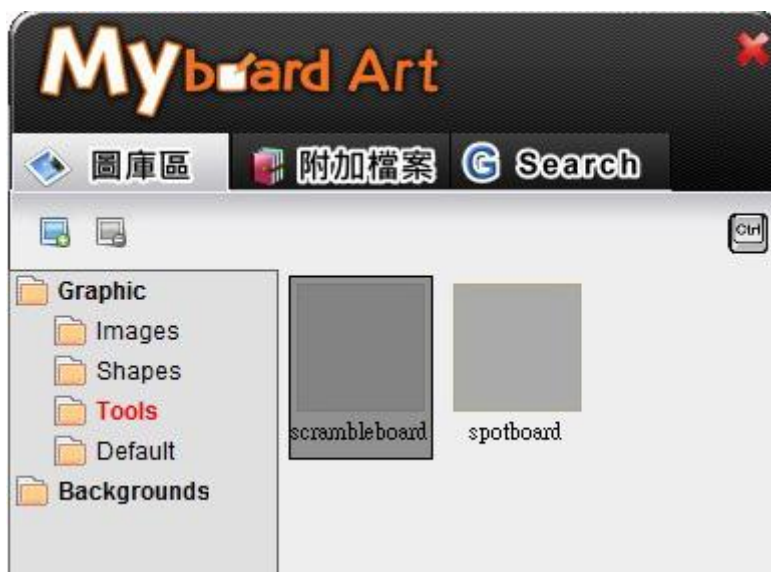 Myboard Art
圖庫區 附加檔案 G Search
Ctrl
Graphic
Images
Shapes
Tools
Default
Backgrounds
scrambleboard spotboard